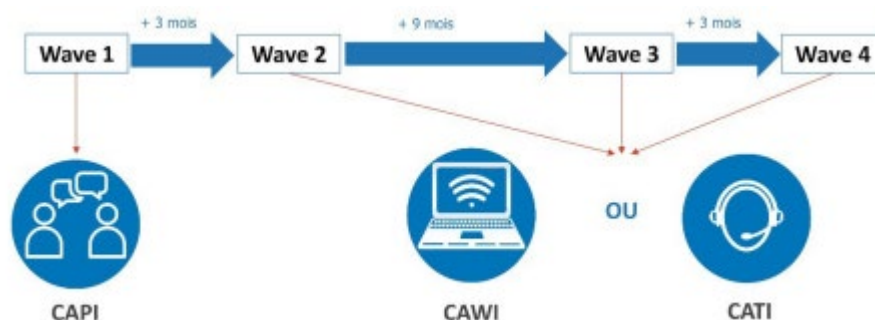 + 3 mois
+ 9 mois
+ 3 mois
Wave 1
Wave 2
Wave 3
Wave 4
OU
CAPI
CAWI
CATI